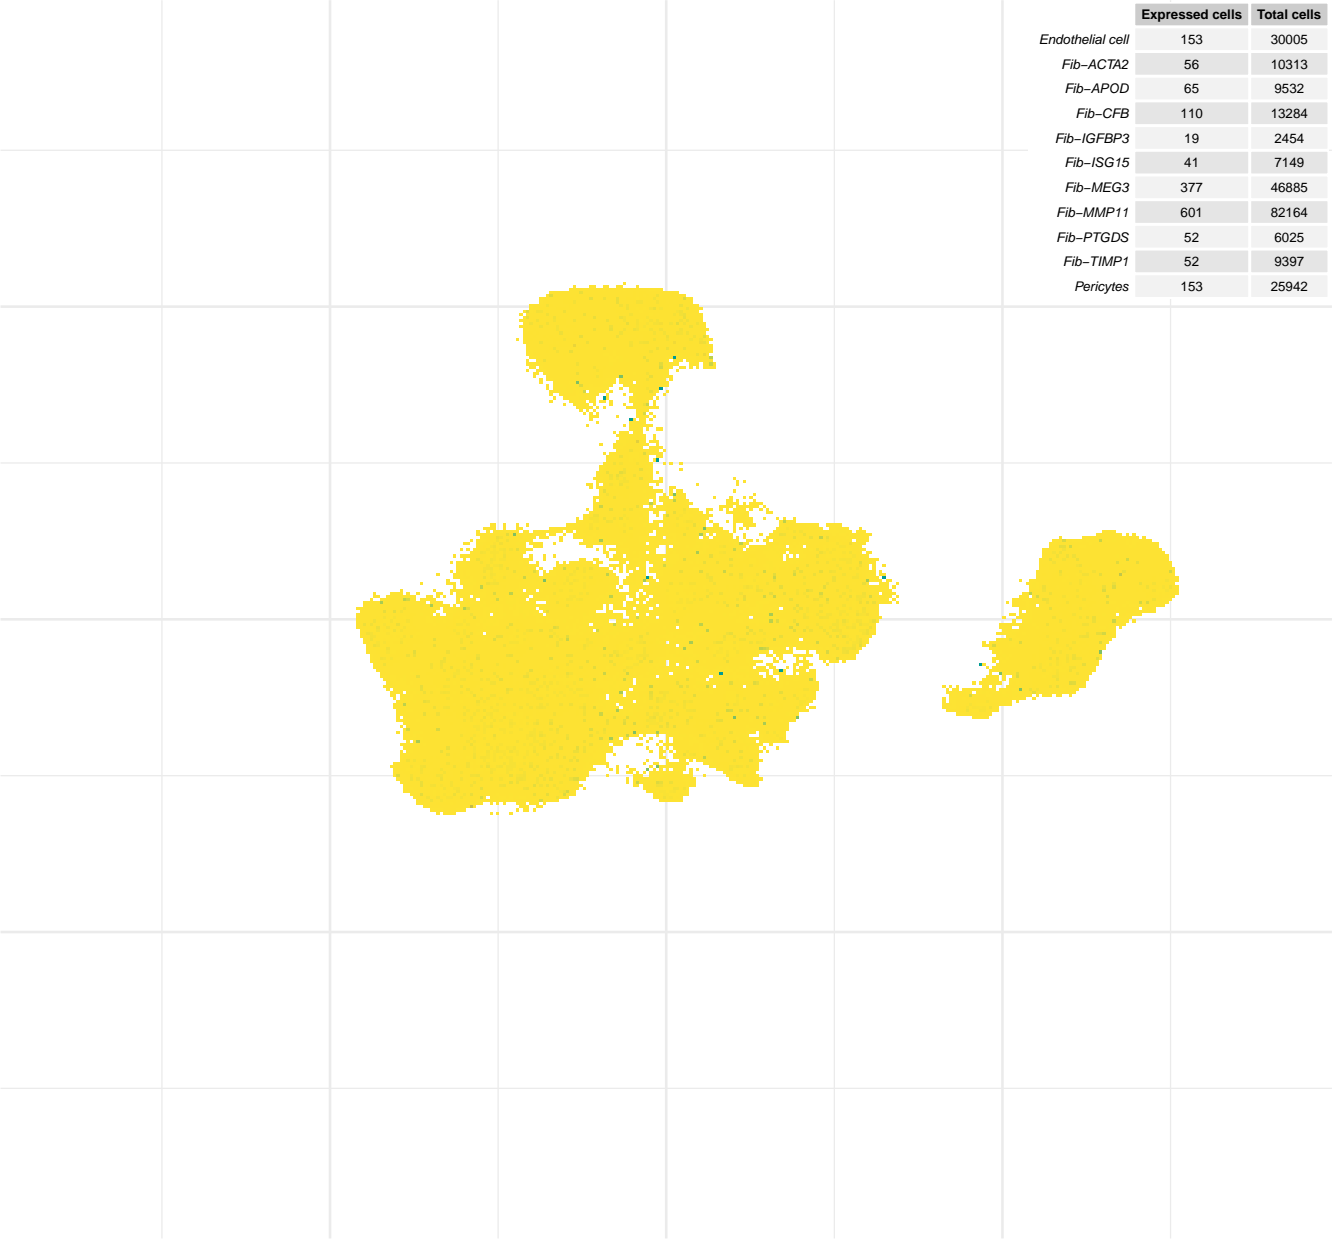 Expressed cells Total cells
Endothelial cell 153 30005
Fib−ACTA2 56 10313
Fib−APOD 65 9532
Fib−CFB 110 13284
Fib−IGFBP3 19 2454
Fib−ISG15 41 7149
Fib−MEG3 377 46885
Fib−MMP11 601 82164
Fib−PTGDS 52 6025
Fib−TIMP1 52 9397
Pericytes 153 25942